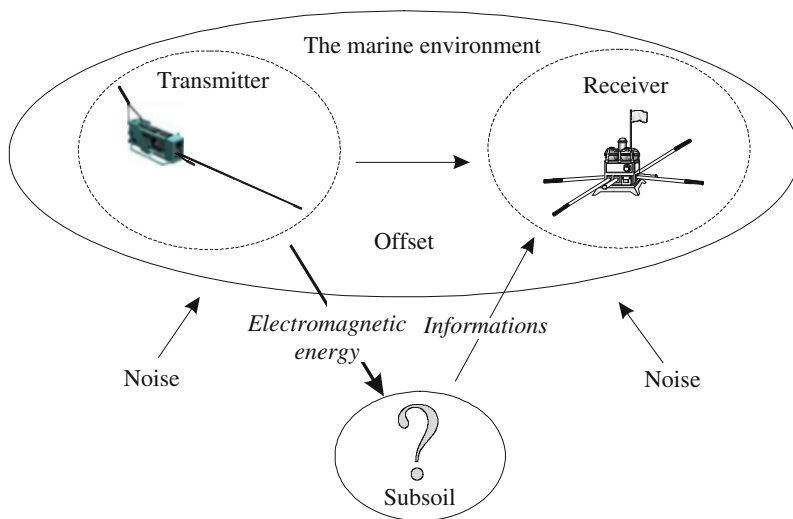 The marine environment
Transmitter
Receiver
Offset
Electromagnetic
energy
Informations
Noise
Noise
Subsoil